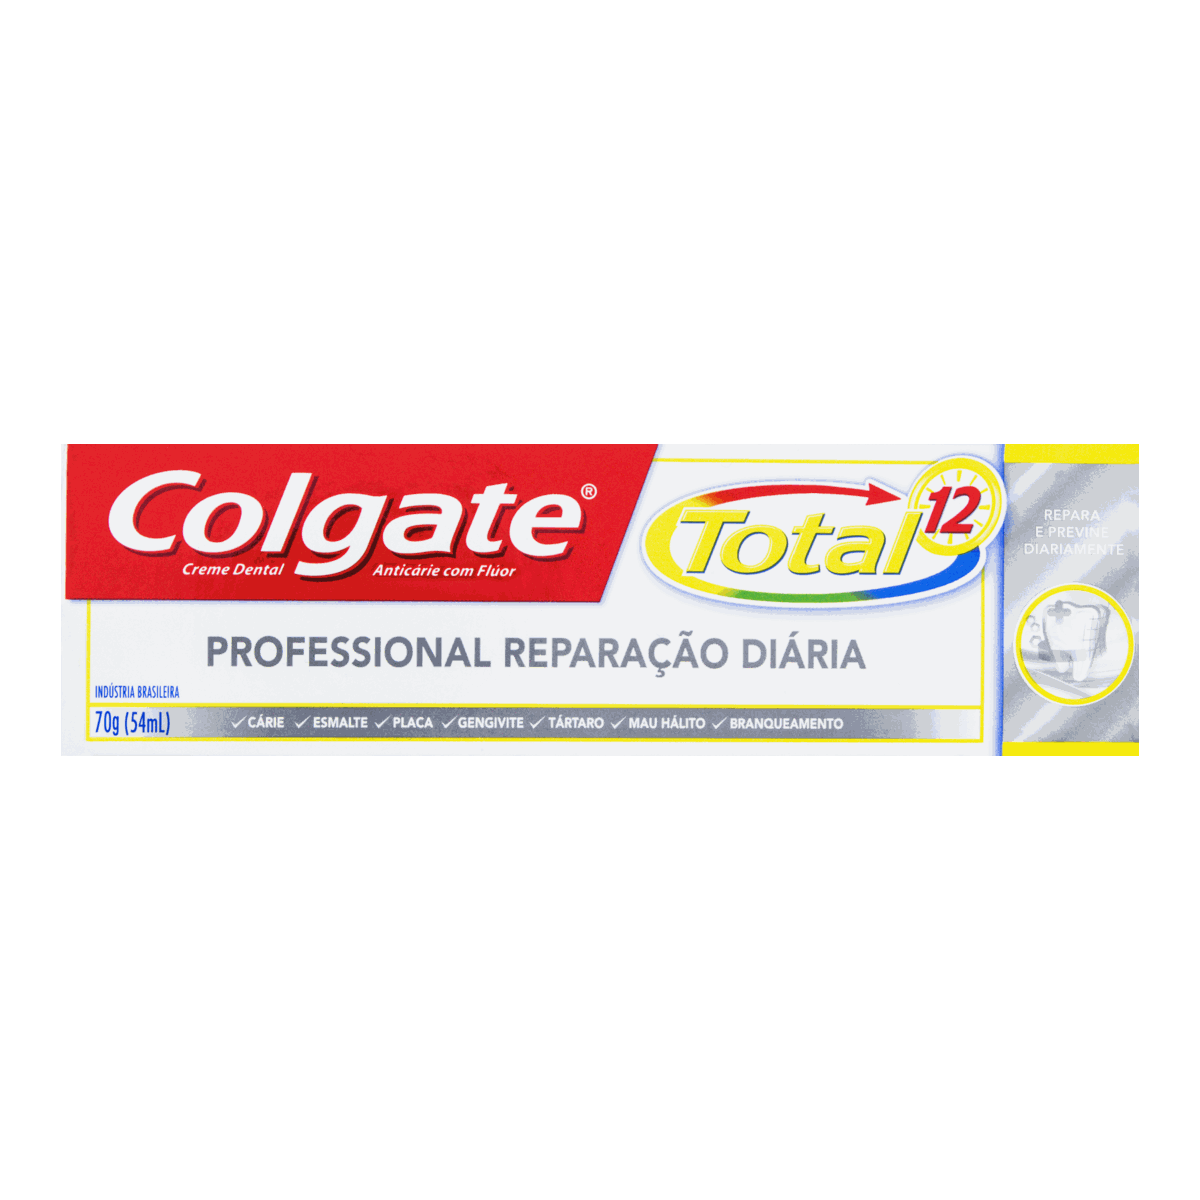 Colgate®
Creme Dental Anticárie com Flúor
Total 12
PROFESSIONAL REPARAÇÃO DIÁRIA
INDÚSTRIA BRASILEIRA
70g (54mL)
CÁRIE ESMALTE PLACA GENGIVITE TÁRTARO MAU HÁLITO BRANQUEAMENTO
REPARA
E PREVINE
DIARIAMENTE